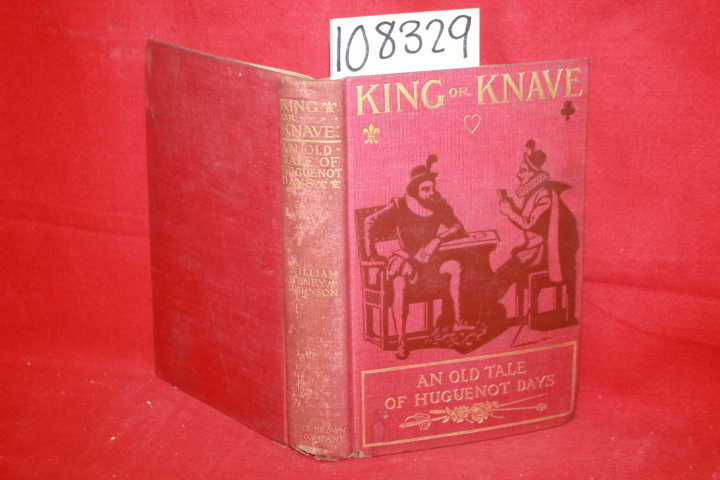 108329
KING OR KNAVE
AN OLD TALE
OF HUGUENOT DAYS
KING
OR
KNAVE:
AN OLD
TALE OF
HUGUENOT
DAYS
WILLIAM
HENRY
JOHNSON
BROWN
COMPANY